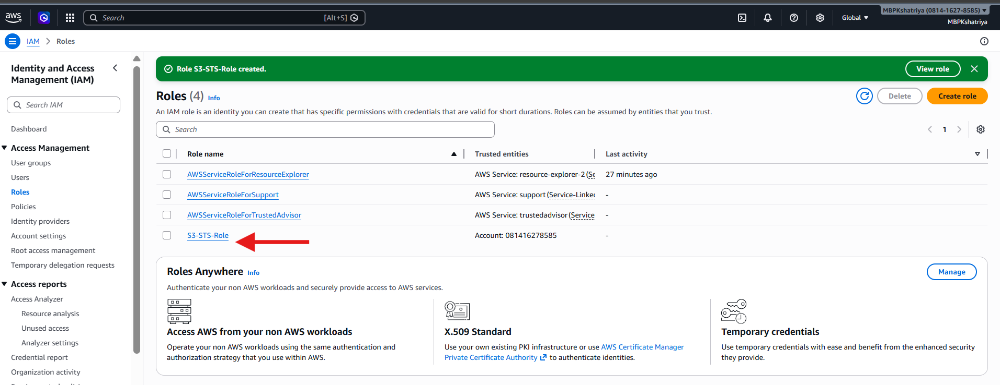 aws
Search [Alt+S]
Global
MBPKshatriya (0814-1627-8585)
MBPKshatriya
IAM
Roles
Identity and Access
Management (IAM)
Search IAM
Dashboard
Access Management
User groups
Users
Roles
Policies
Identity providers
Account settings
Root access management
Temporary delegation requests
Access reports
Access Analyzer
Resource analysis
Unused access
Analyzer settings
Credential report
Organization activity
Role S3-STS-Role created.
View role
Roles (4) Info
Delete
Create role
An IAM role is an identity you can create that has specific permissions with credentials that are valid for short durations. Roles can be assumed by entities that you trust.
Search
1
Role name Trusted entities Last activity
AWSServiceRoleForResourceExplorer AWS Service: resource-explorer-2 (Se 27 minutes ago
AWSServiceRoleForSupport AWS Service: support (Service-Linked -
AWSServiceRoleForTrustedAdvisor AWS Service: trustedadvisor (Service -
S3-STS-Role Account: 081416278585 -
Roles Anywhere Info
Manage
Authenticate your non AWS workloads and securely provide access to AWS services.
Access AWS from your non AWS workloads
Operate your non AWS workloads using the same authentication and
authorization strategy that you use within AWS.
X.509 Standard
Use your own existing PKI infrastructure or use AWS Certificate Manager
Private Certificate Authority to authenticate identities.
Temporary credentials
Use temporary credentials with ease and benefit from the enhanced security
they provide.